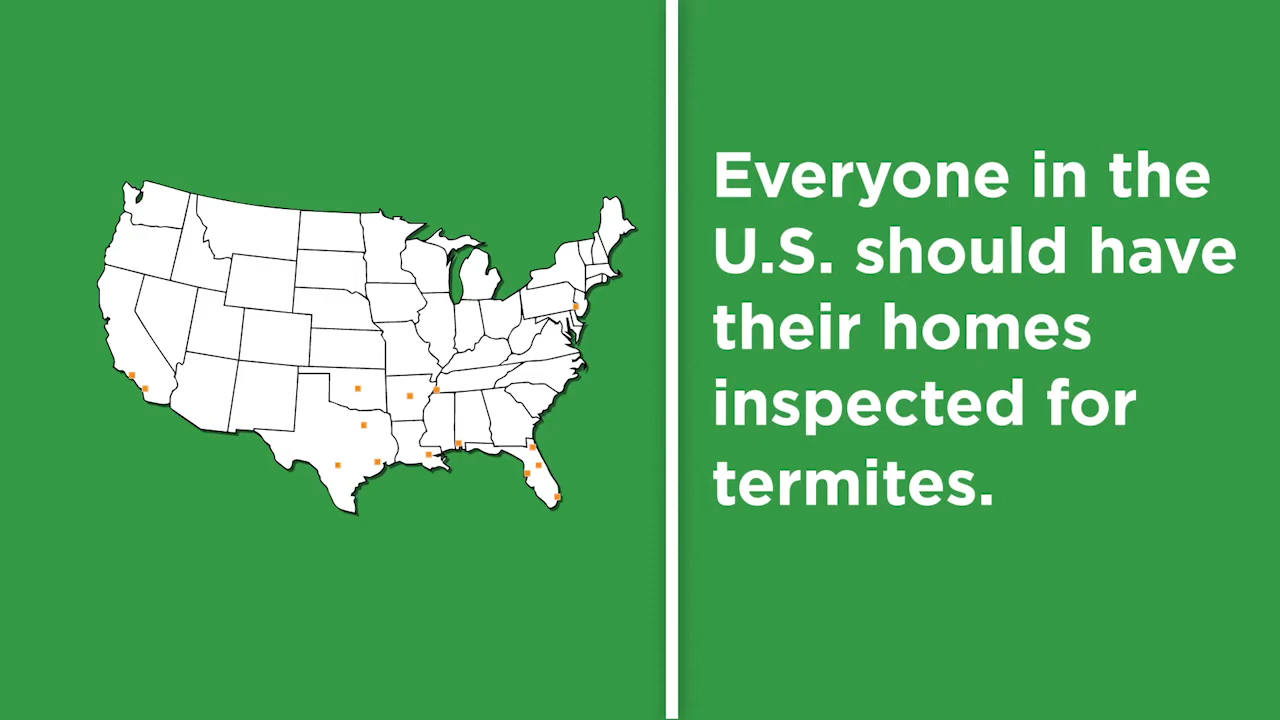 Everyone in the
U.S. should have
their homes
inspected for
termites.